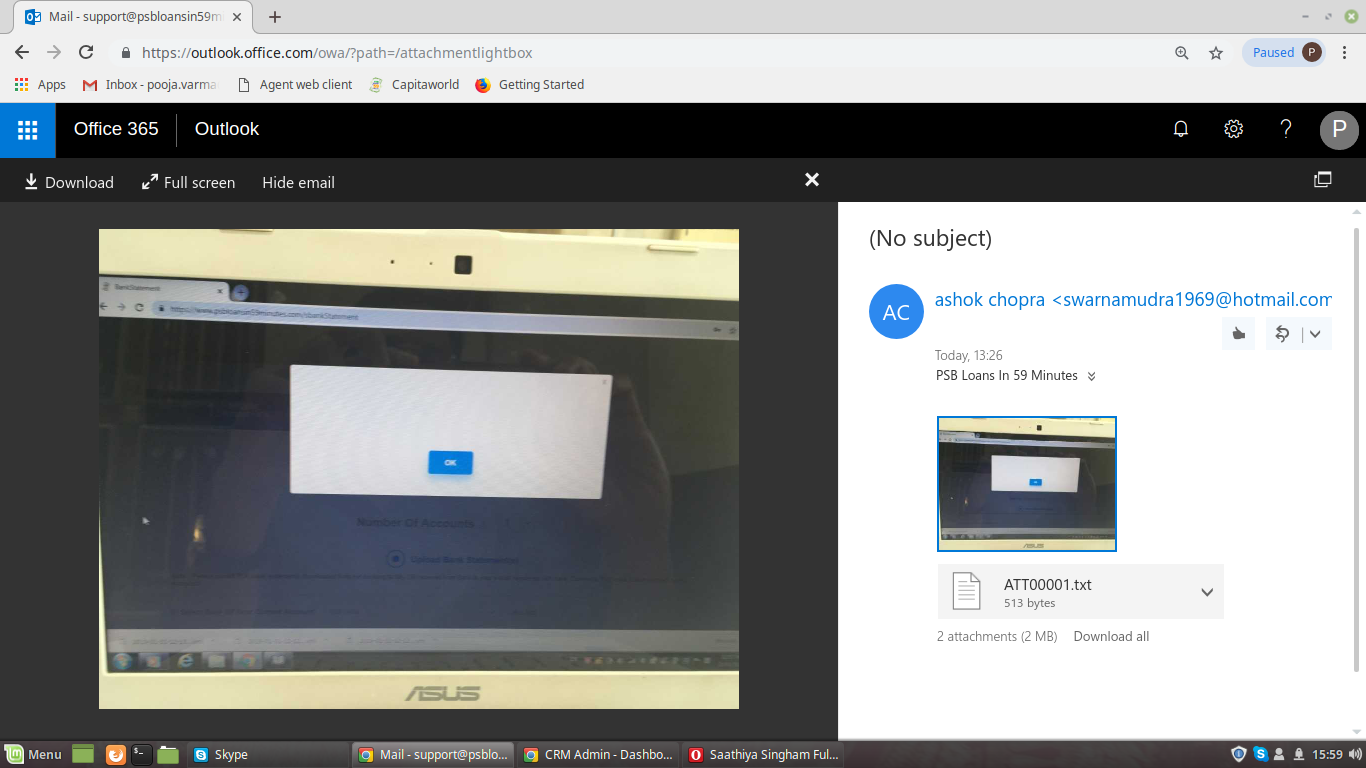 Mail - support@psbloansin59m
https://outlook.office.com/owa/?path=/attachmentlightbox
Paused P
Apps
Inbox - pooja.varma
Agent web client
Capitaworld
Getting Started
Office 365
Outlook
P
Download
Full screen
Hide email
(No subject)
AC
ashok chopra <swarnamudra1969@hotmail.com
Today, 13:26
PSB Loans In 59 Minutes
BankStatement
https://www.psbloansin59minutes.com/bankStatement
OK
Number Of Accounts
Upload Bank Statements
ASUS
ATT00001.txt
513 bytes
2 attachments (2 MB)
Download all
Menu
Skype
Mail - support@psblo...
CRM Admin - Dashbo...
Saathiya Singham Ful...
15:59